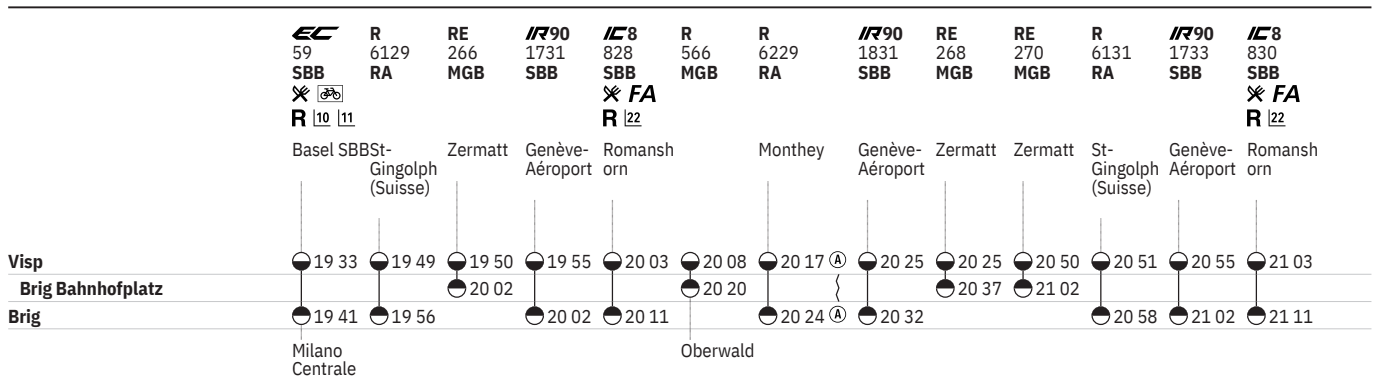 EC R RE IR90 IC8 R R IR90 RE RE R IR90 IC8
59 6129 266 1731 828 566 6229 1831 268 270 6131 1733 830
SBB RA MGB SBB SBB MGB RA SBB MGB MGB RA SBB SBB
FA FA
R 10 11 R 22 R 22
Basel SBB St- Zermatt Genève- Romansh Monthey Genève- Zermatt Zermatt St- Genève- Romansh
Gingolph Aéroport orn Aéroport Gingolph Aéroport orn
(Suisse) (Suisse)
Visp 19 33 19 49 19 50 19 55 20 03 20 08 20 17 Ⓐ 20 25 20 25 20 50 20 51 20 55 21 03
Brig Bahnhofplatz 20 02 20 20 20 37 21 02
Brig 19 41 19 56 20 02 20 11 20 24 Ⓐ 20 32 20 58 21 02 21 11
Milano Oberwald
Centrale